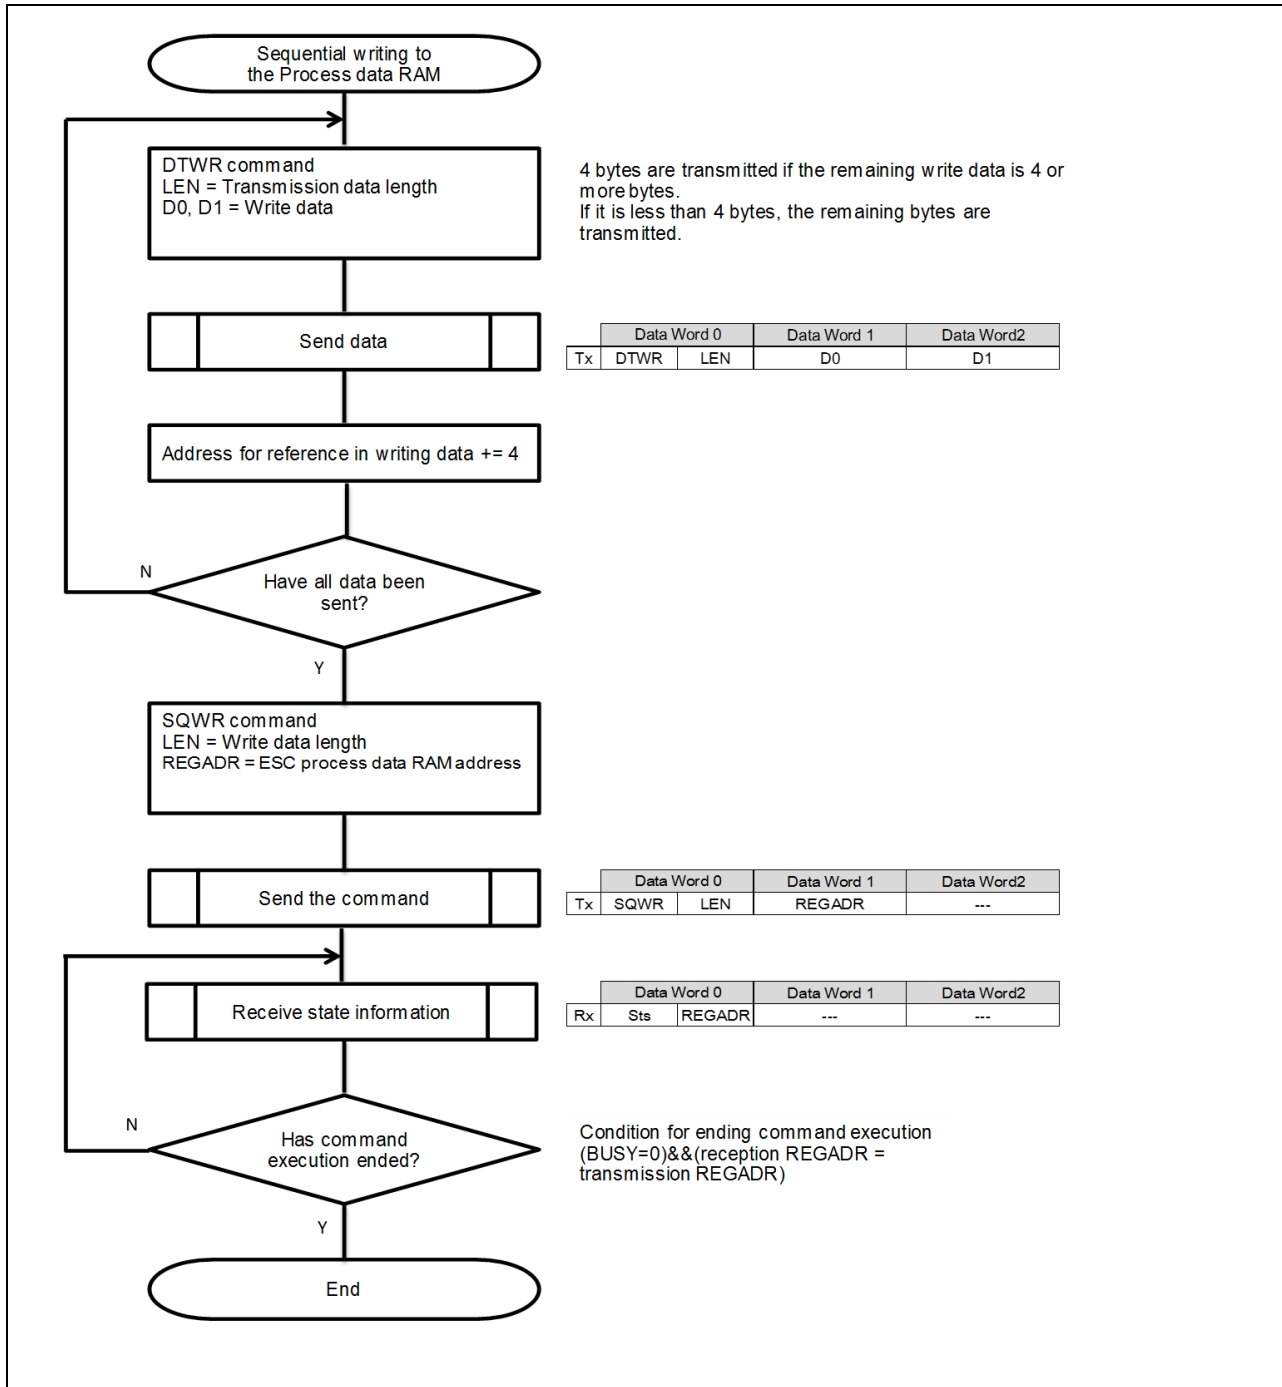 Sequential writing to
the Process data RAM
DTWR command
LEN = Transmission data length
D0, D1 = Write data
4 bytes are transmitted if the remaining write data is 4 or
more bytes.
If it is less than 4 bytes, the remaining bytes are
transmitted.
Send data
Data Word 0 Data Word 1 Data Word2
Tx DTWR LEN D0 D1
Address for reference in writing data += 4
N
Have all data been
sent?
Y
SQWR command
LEN = Write data length
REGADR = ESC process data RAM address
Send the command
Data Word 0 Data Word 1 Data Word2
Tx SQWR LEN REGADR ---
Receive state information
Data Word 0 Data Word 1 Data Word2
Rx Sts REGADR --- ---
N
Has command
execution ended?
Condition for ending command execution
(BUSY=0)&&(reception REGADR =
transmission REGADR)
Y
End